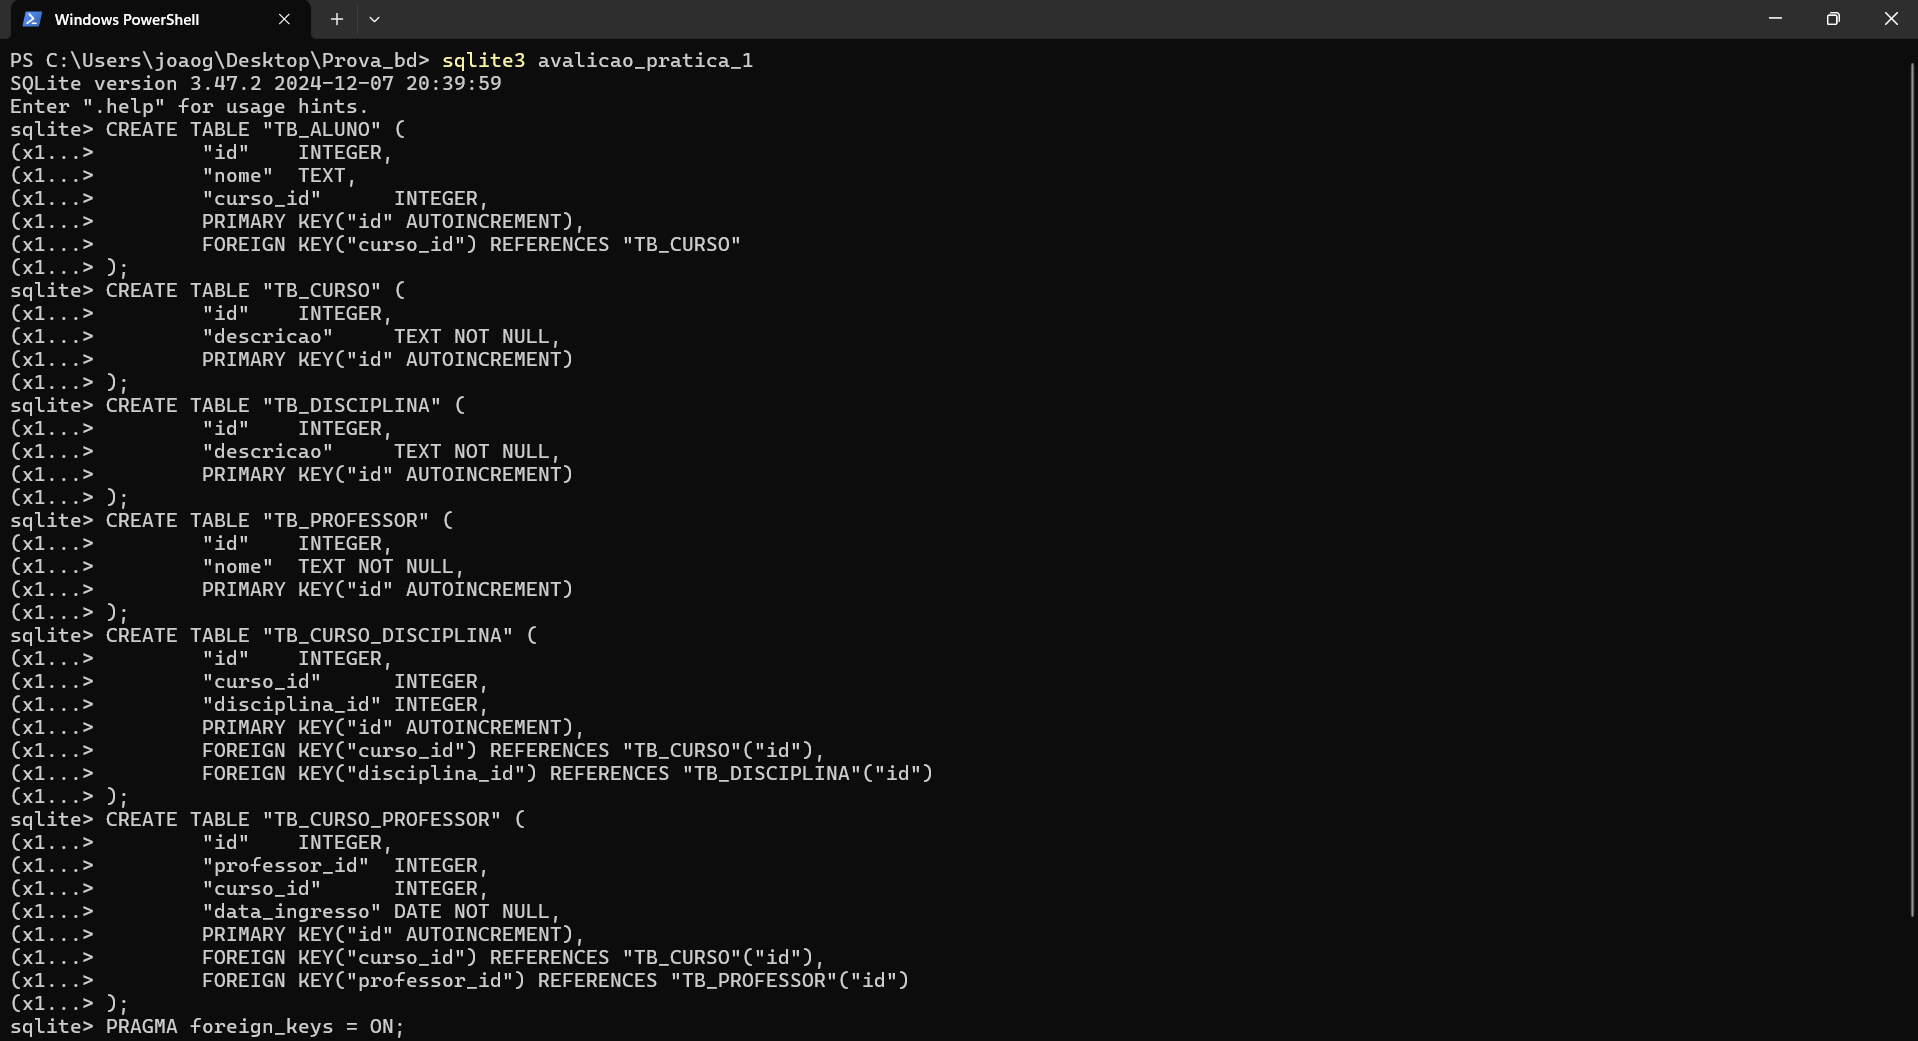 Windows PowerShell
PS C:\Users\joaog\Desktop\Prova_bd> sqlite3 avalicao_pratica_1
SQLite version 3.47.2 2024-12-07 20:39:59
Enter ".help" for usage hints.
sqlite> CREATE TABLE "TB_ALUNO" (
(x1...>         "id"    INTEGER,
(x1...>         "nome"  TEXT,
(x1...>         "curso_id"      INTEGER,
(x1...>         PRIMARY KEY("id" AUTOINCREMENT),
(x1...>         FOREIGN KEY("curso_id") REFERENCES "TB_CURSO"
(x1...> );
sqlite> CREATE TABLE "TB_CURSO" (
(x1...>         "id"    INTEGER,
(x1...>         "descricao"     TEXT NOT NULL,
(x1...>         PRIMARY KEY("id" AUTOINCREMENT)
(x1...> );
sqlite> CREATE TABLE "TB_DISCIPLINA" (
(x1...>         "id"    INTEGER,
(x1...>         "descricao"     TEXT NOT NULL,
(x1...>         PRIMARY KEY("id" AUTOINCREMENT)
(x1...> );
sqlite> CREATE TABLE "TB_PROFESSOR" (
(x1...>         "id"    INTEGER,
(x1...>         "nome"  TEXT NOT NULL,
(x1...>         PRIMARY KEY("id" AUTOINCREMENT)
(x1...> );
sqlite> CREATE TABLE "TB_CURSO_DISCIPLINA" (
(x1...>         "id"    INTEGER,
(x1...>         "curso_id"      INTEGER,
(x1...>         "disciplina_id" INTEGER,
(x1...>         PRIMARY KEY("id" AUTOINCREMENT),
(x1...>         FOREIGN KEY("curso_id") REFERENCES "TB_CURSO"("id"),
(x1...>         FOREIGN KEY("disciplina_id") REFERENCES "TB_DISCIPLINA"("id")
(x1...> );
sqlite> CREATE TABLE "TB_CURSO_PROFESSOR" (
(x1...>         "id"    INTEGER,
(x1...>         "professor_id"  INTEGER,
(x1...>         "curso_id"      INTEGER,
(x1...>         "data_ingresso" DATE NOT NULL,
(x1...>         PRIMARY KEY("id" AUTOINCREMENT),
(x1...>         FOREIGN KEY("curso_id") REFERENCES "TB_CURSO"("id"),
(x1...>         FOREIGN KEY("professor_id") REFERENCES "TB_PROFESSOR"("id")
(x1...> );
sqlite> PRAGMA foreign_keys = ON;